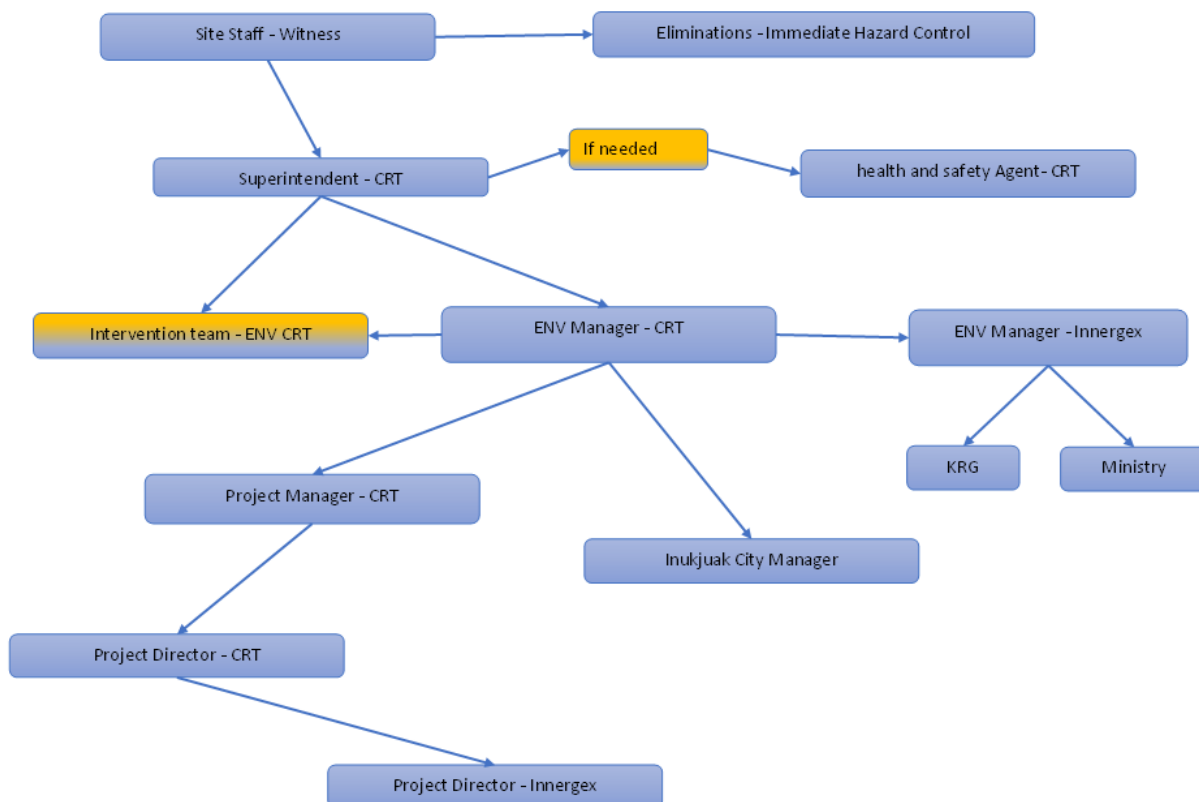 Site Staff - Witness
Eliminations - Immediate Hazard Control
If needed
Superintendent - CRT
health and safety Agent- CRT
Intervention team - ENV CRT
ENV Manager - CRT
ENV Manager - Innergex
KRG
Ministry
Project Manager - CRT
Inukjuak City Manager
Project Director - CRT
Project Director - Innergex